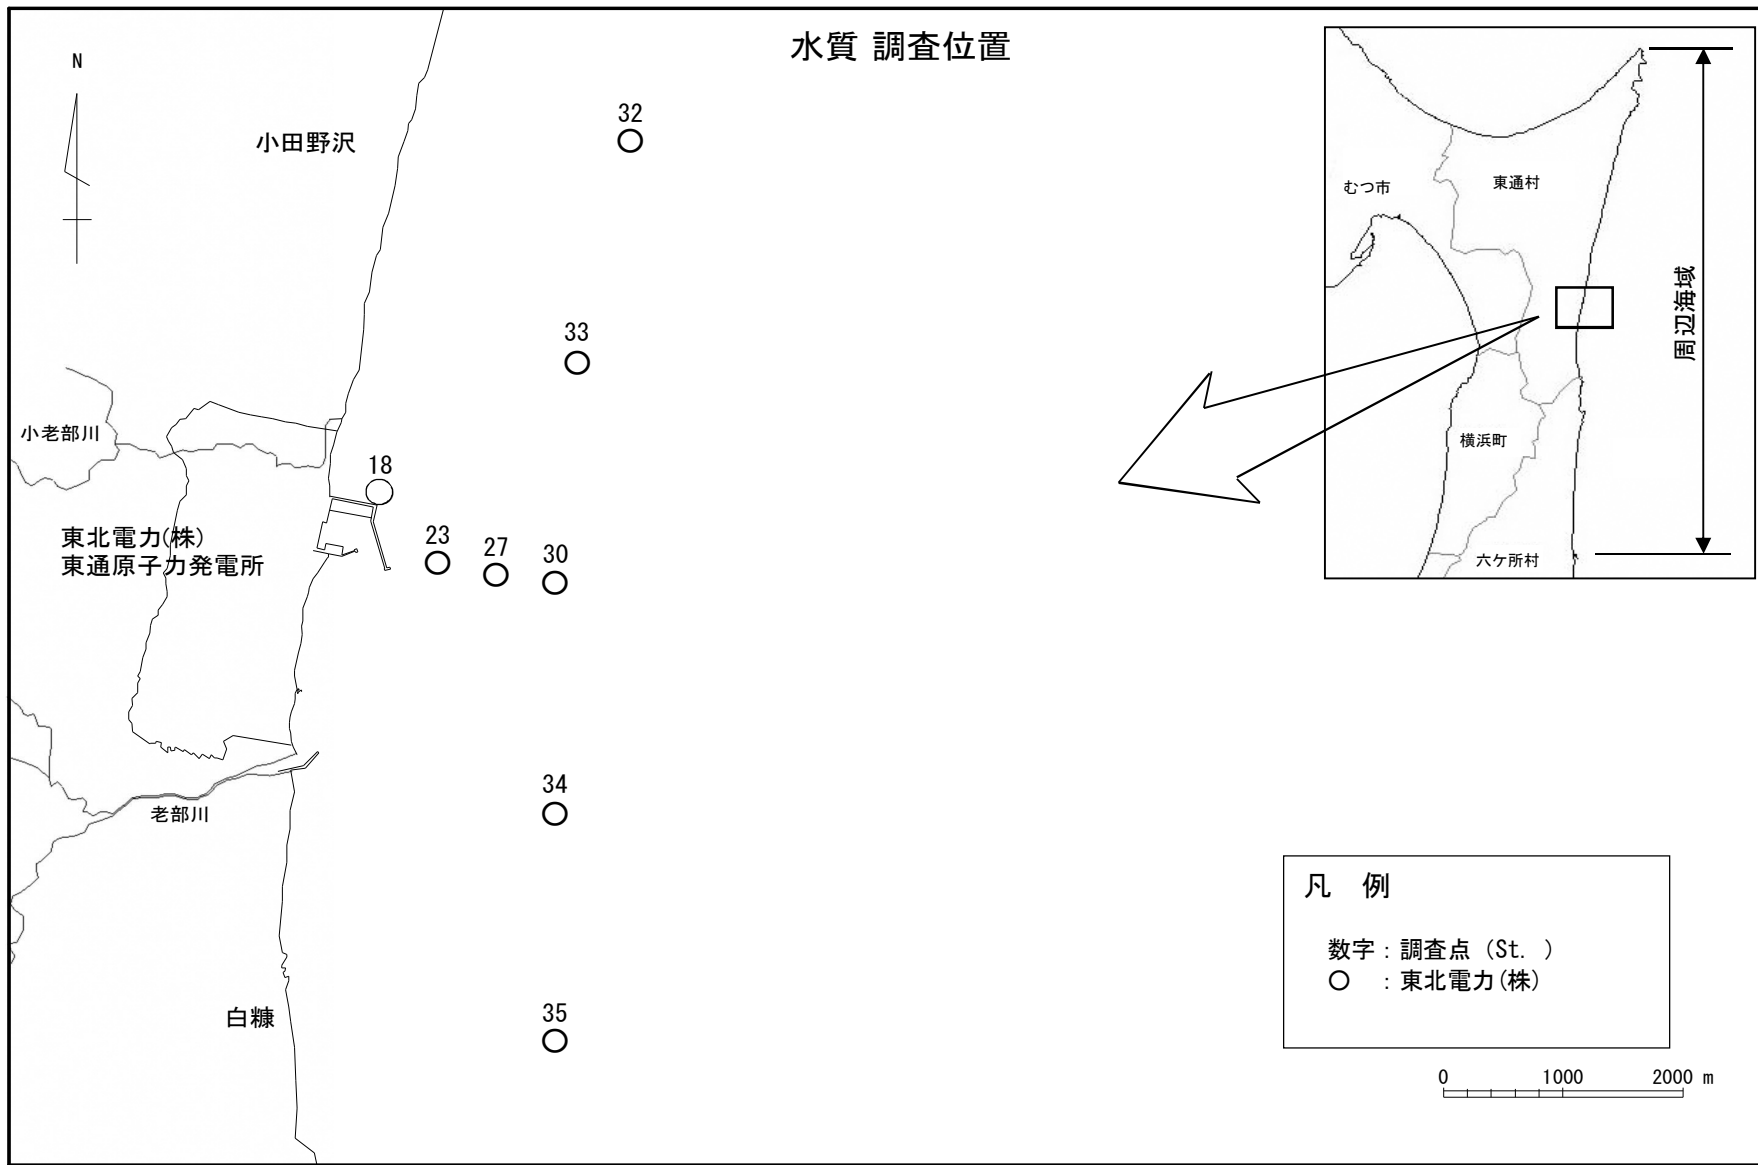 水質 調査位置
N
小田野沢
32
33
小老部川
18
東北電力(株)
東通原子力発電所
23
27
30
34
老部川
白糠
35
むつ市
東通村
周辺海域
横浜町
六ケ所村
凡 例
数字：調査点（St. ）
○ ：東北電力(株)
0 1000 2000 m